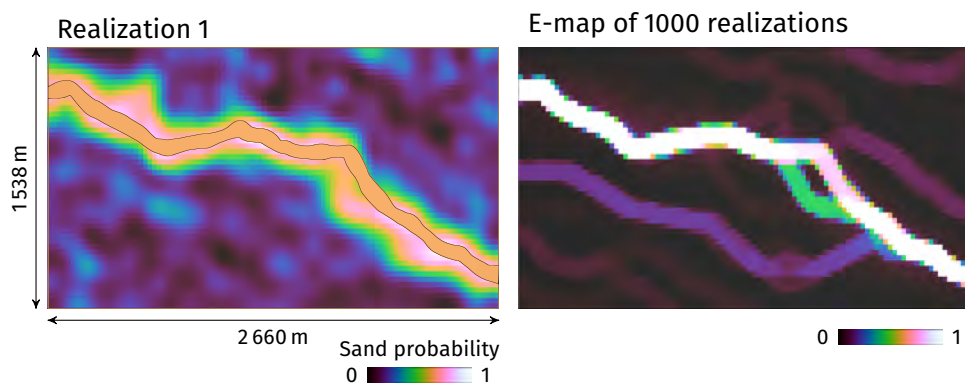 Realization 1
E-map of 1000 realizations
1 538 m
2 660 m
Sand probability
0 1
0 1